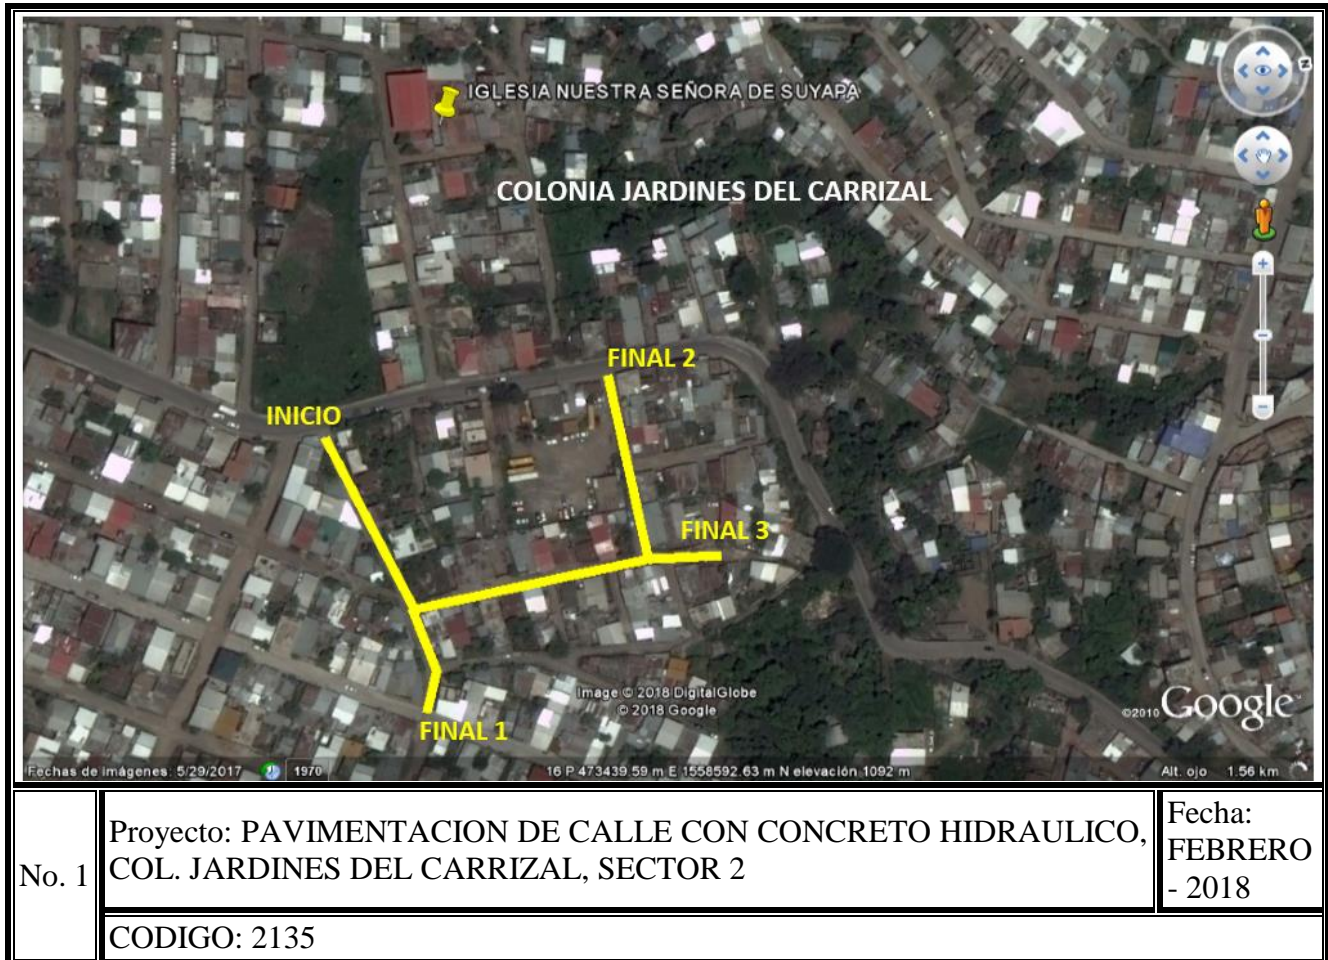 IGLESIA NUESTRA SEÑORA DE SUYAPA
COLONIA JARDINES DEL CARRIZAL
FINAL 2
INICIO
FINAL 3
FINAL 1
Image © 2018 DigitalGlobe
© 2018 Google
©2010 Google
Fechas de imágenes: 5/29/2017 1970 16 P 473439.59 m E 1558592.63 m N elevación 1092 m Alt. ojo 1.56 km
No. 1
Proyecto: PAVIMENTACION DE CALLE CON CONCRETO HIDRAULICO,
COL. JARDINES DEL CARRIZAL, SECTOR 2
Fecha:
FEBRERO
- 2018
CODIGO: 2135